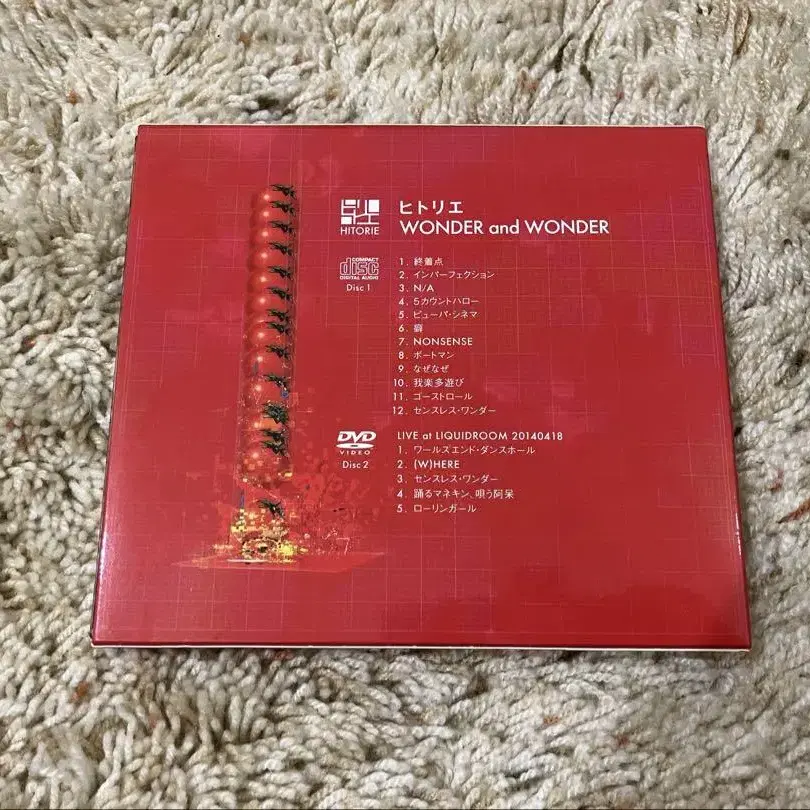 ヒトリエ
HITORIE
ヒトリエ
WONDER and WONDER
COMPACT
disc
DIGITAL AUDIO
Disc 1
1. 終着点
2. インパーフェクション
3. N/A
4. 5カウントハロー
5. ピューパ・シネマ
6. 癖
7. NONSENSE
8. ボートマン
9. なぜなぜ
10. 我楽多遊び
11. ゴーストロール
12. センスレス・ワンダー
DVD
VIDEO
Disc 2
LIVE at LIQUIDROOM 20140418
1. ワールズエンド・ダンスホール
2. (W)HERE
3. センスレス・ワンダー
4. 踊るマネキン、唄う阿呆
5. ローリンガール